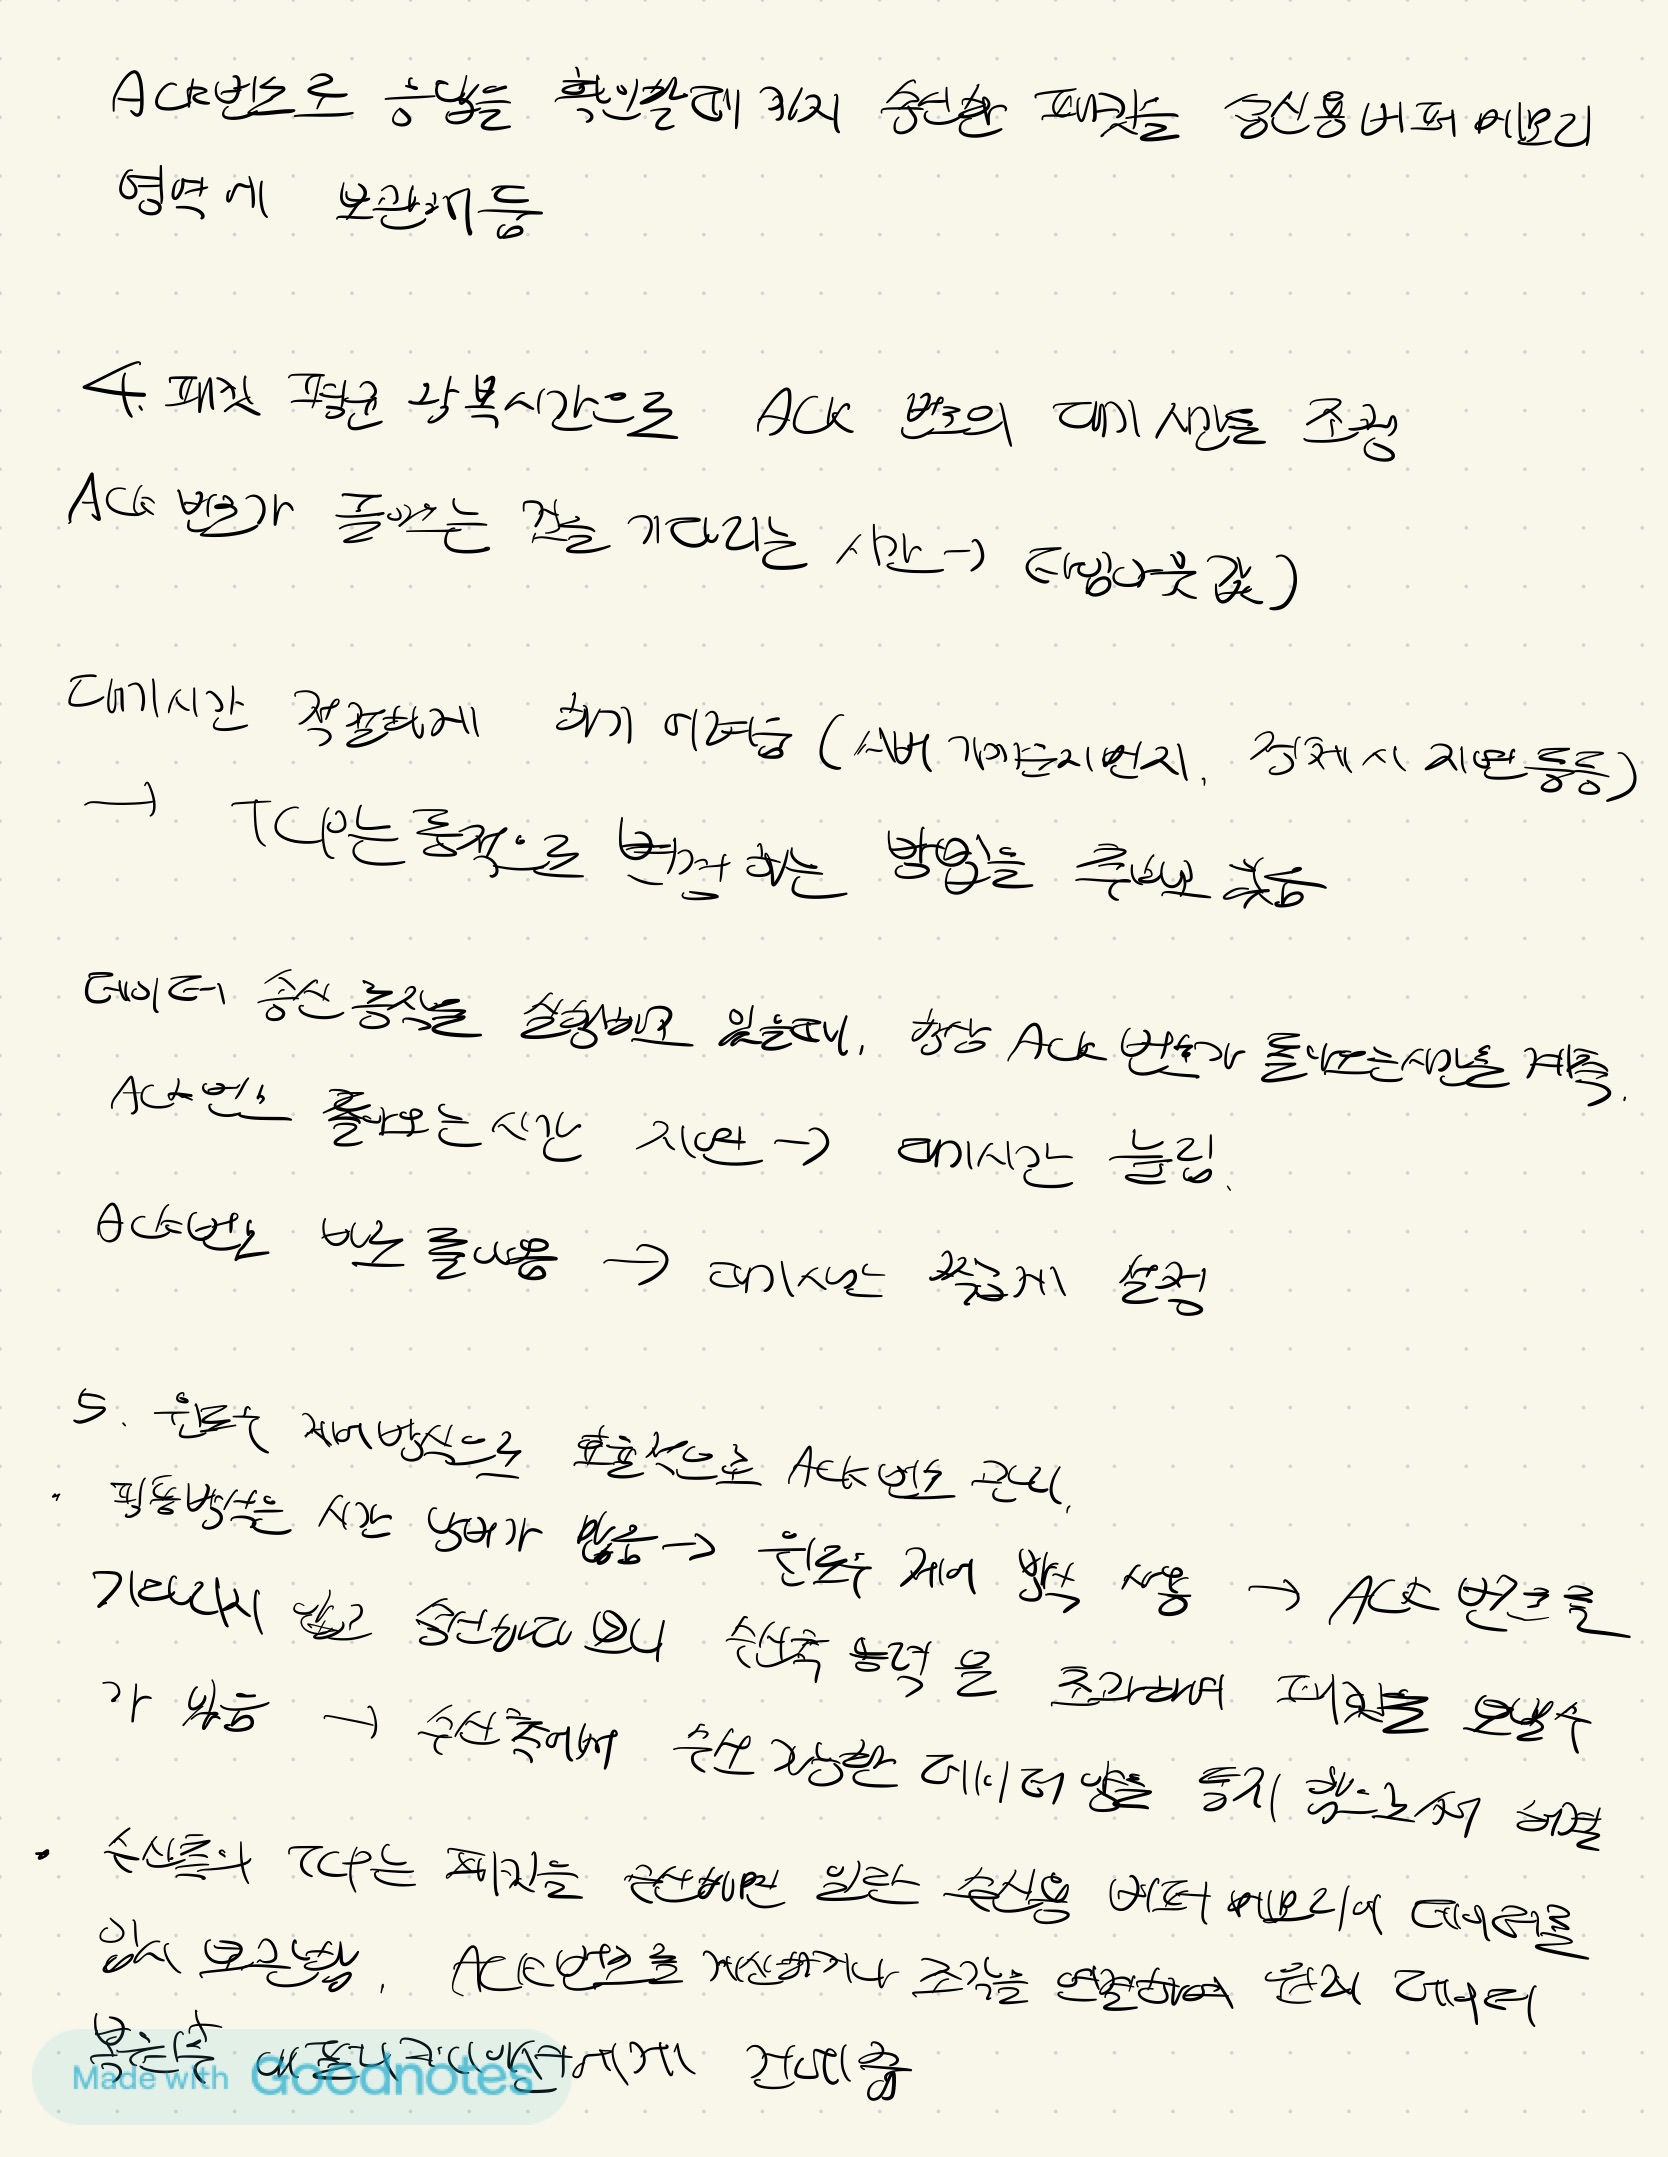 ACK번호로 응답을 확인할때까지 송신한 패킷을 송신용버퍼 메모리
영역에 보관해둠
4. 패킷 평균 왕복시간으로 ACK 번호의 대기시간을 조정
ACK 번호가 돌아오는 것을 기다리는 시간 → 타임아웃 값)
대기시간 적절하게 하기 어려움 (서버 가까운지먼지, 정체시 지연 등등)
→ TCP는 동적으로 변경 하는 방법을 주로 씀
데이터 송신 동작을 실행하고 있을때, 항상 ACK 번호가 돌아오는시간을 계측.
ACK번호 돌아오는 시간 지연 → 대기시간 늘림.
ACK번호 바로 돌아옴 → 대기시간 짧게 설정
5. 윈도우 제어방식으로 효율적으로 ACK번호 관리.
• 핑퐁방식은 시간 낭비가 많음 → 윈도우 제어 방식 사용 → ACK 번호를
기다리지 않고 송신하다 보니 수신측 능력을 초과하여 패킷을 보낼수
가 있음 → 수신측에서 수신 가능한 데이터 양을 통지 함으로서 해결
• 수신측의 TCP는 패킷을 수신하면 일단 수신용 버퍼 메모리에 데이터를
임시 보관함. ACK번호를 계산하거나 조각을 연결하여 원래 데이터
복원후 애플리케이션에게 건네줌
Made with Goodnotes